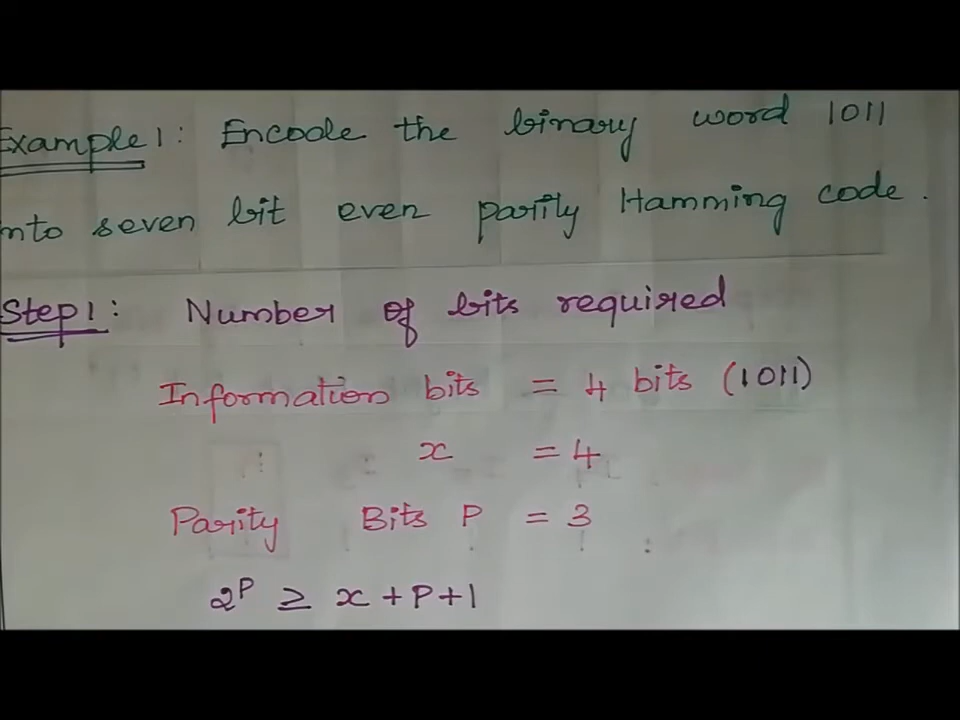 Example 1: Encode the binary word 1011
into seven bit even parity Hamming code.
Step 1: Number of bits required
Information bits = 4 bits (1011)
x = 4
Parity Bits P = 3
2^P ≥ x + P + 1